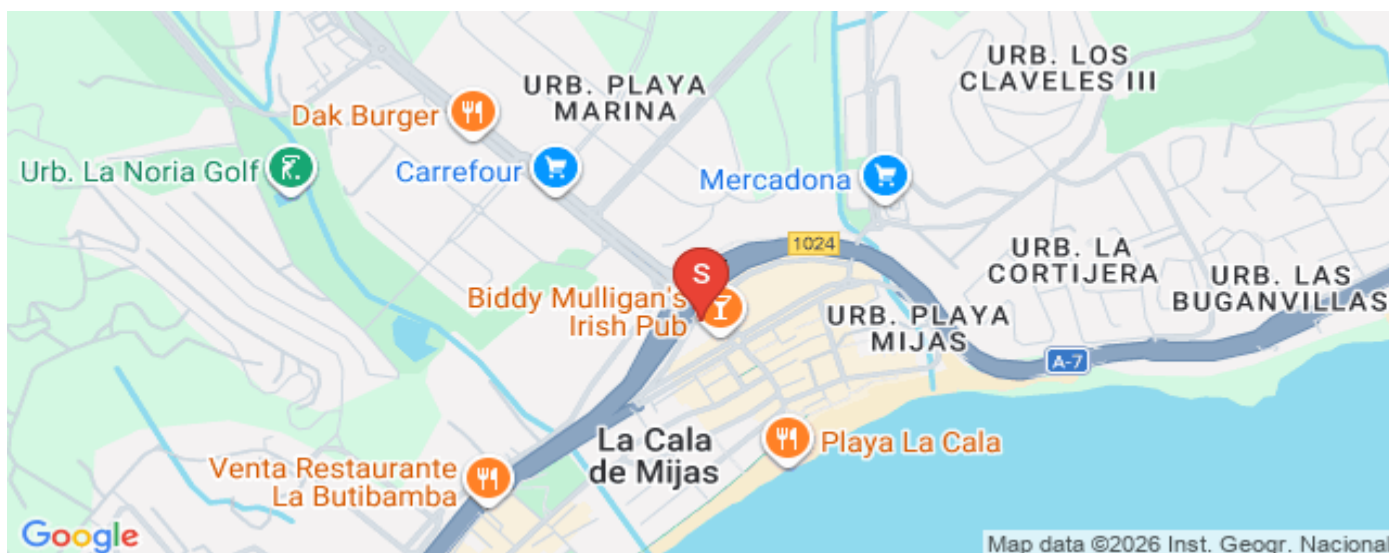 URB. LOS
CLAVELES III
URB. PLAYA
MARINA
Dak Burger
Urb. La Noria Golf
Carrefour
Mercadona
1024
S
URB. LA
CORTIJERA
URB. LAS
BUGANVILLAS
Biddy Mulligan's
Irish Pub
URB. PLAYA
MIJAS
A-7
La Cala
de Mijas
Playa La Cala
Venta Restaurante
La Butibamba
Google
Map data ©2026 Inst. Geogr. Nacional